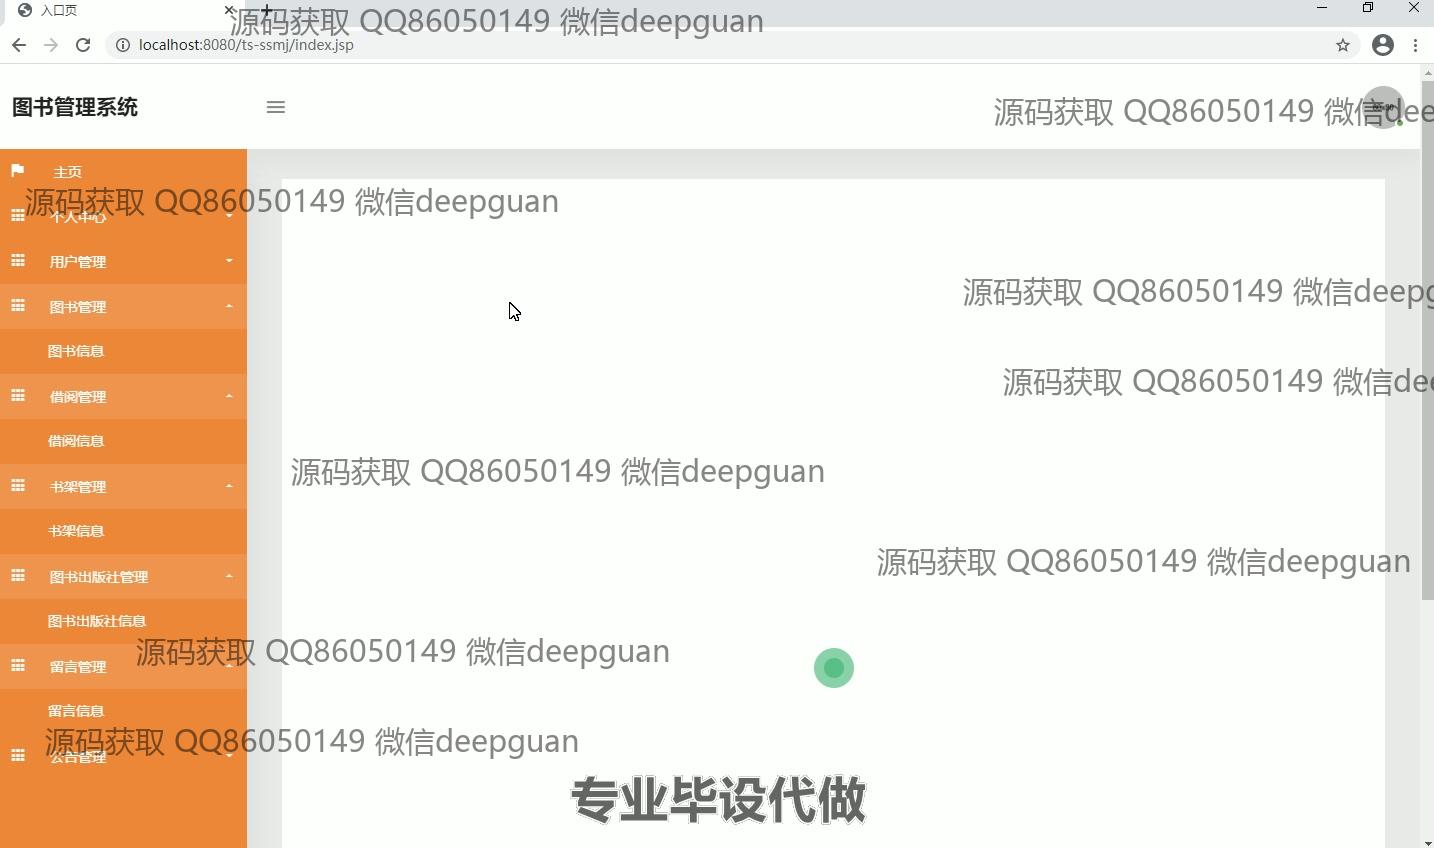 入口页
源码获取 QQ86050149 微信deepguan
localhost:8080/ts-ssmj/index.jsp
图书管理系统
源码获取 QQ86050149 微信dee
主页
源码获取 QQ86050149 微信deepguan
个人中心
用户管理
源码获取 QQ86050149 微信deepg
图书管理
图书信息
源码获取 QQ86050149 微信dee
借阅管理
借阅信息
源码获取 QQ86050149 微信deepguan
书架管理
书架信息
源码获取 QQ86050149 微信deepguan
图书出版社管理
图书出版社信息
源码获取 QQ86050149 微信deepguan
留言管理
留言信息
源码获取 QQ86050149 微信deepguan
公告管理
专业毕设代做